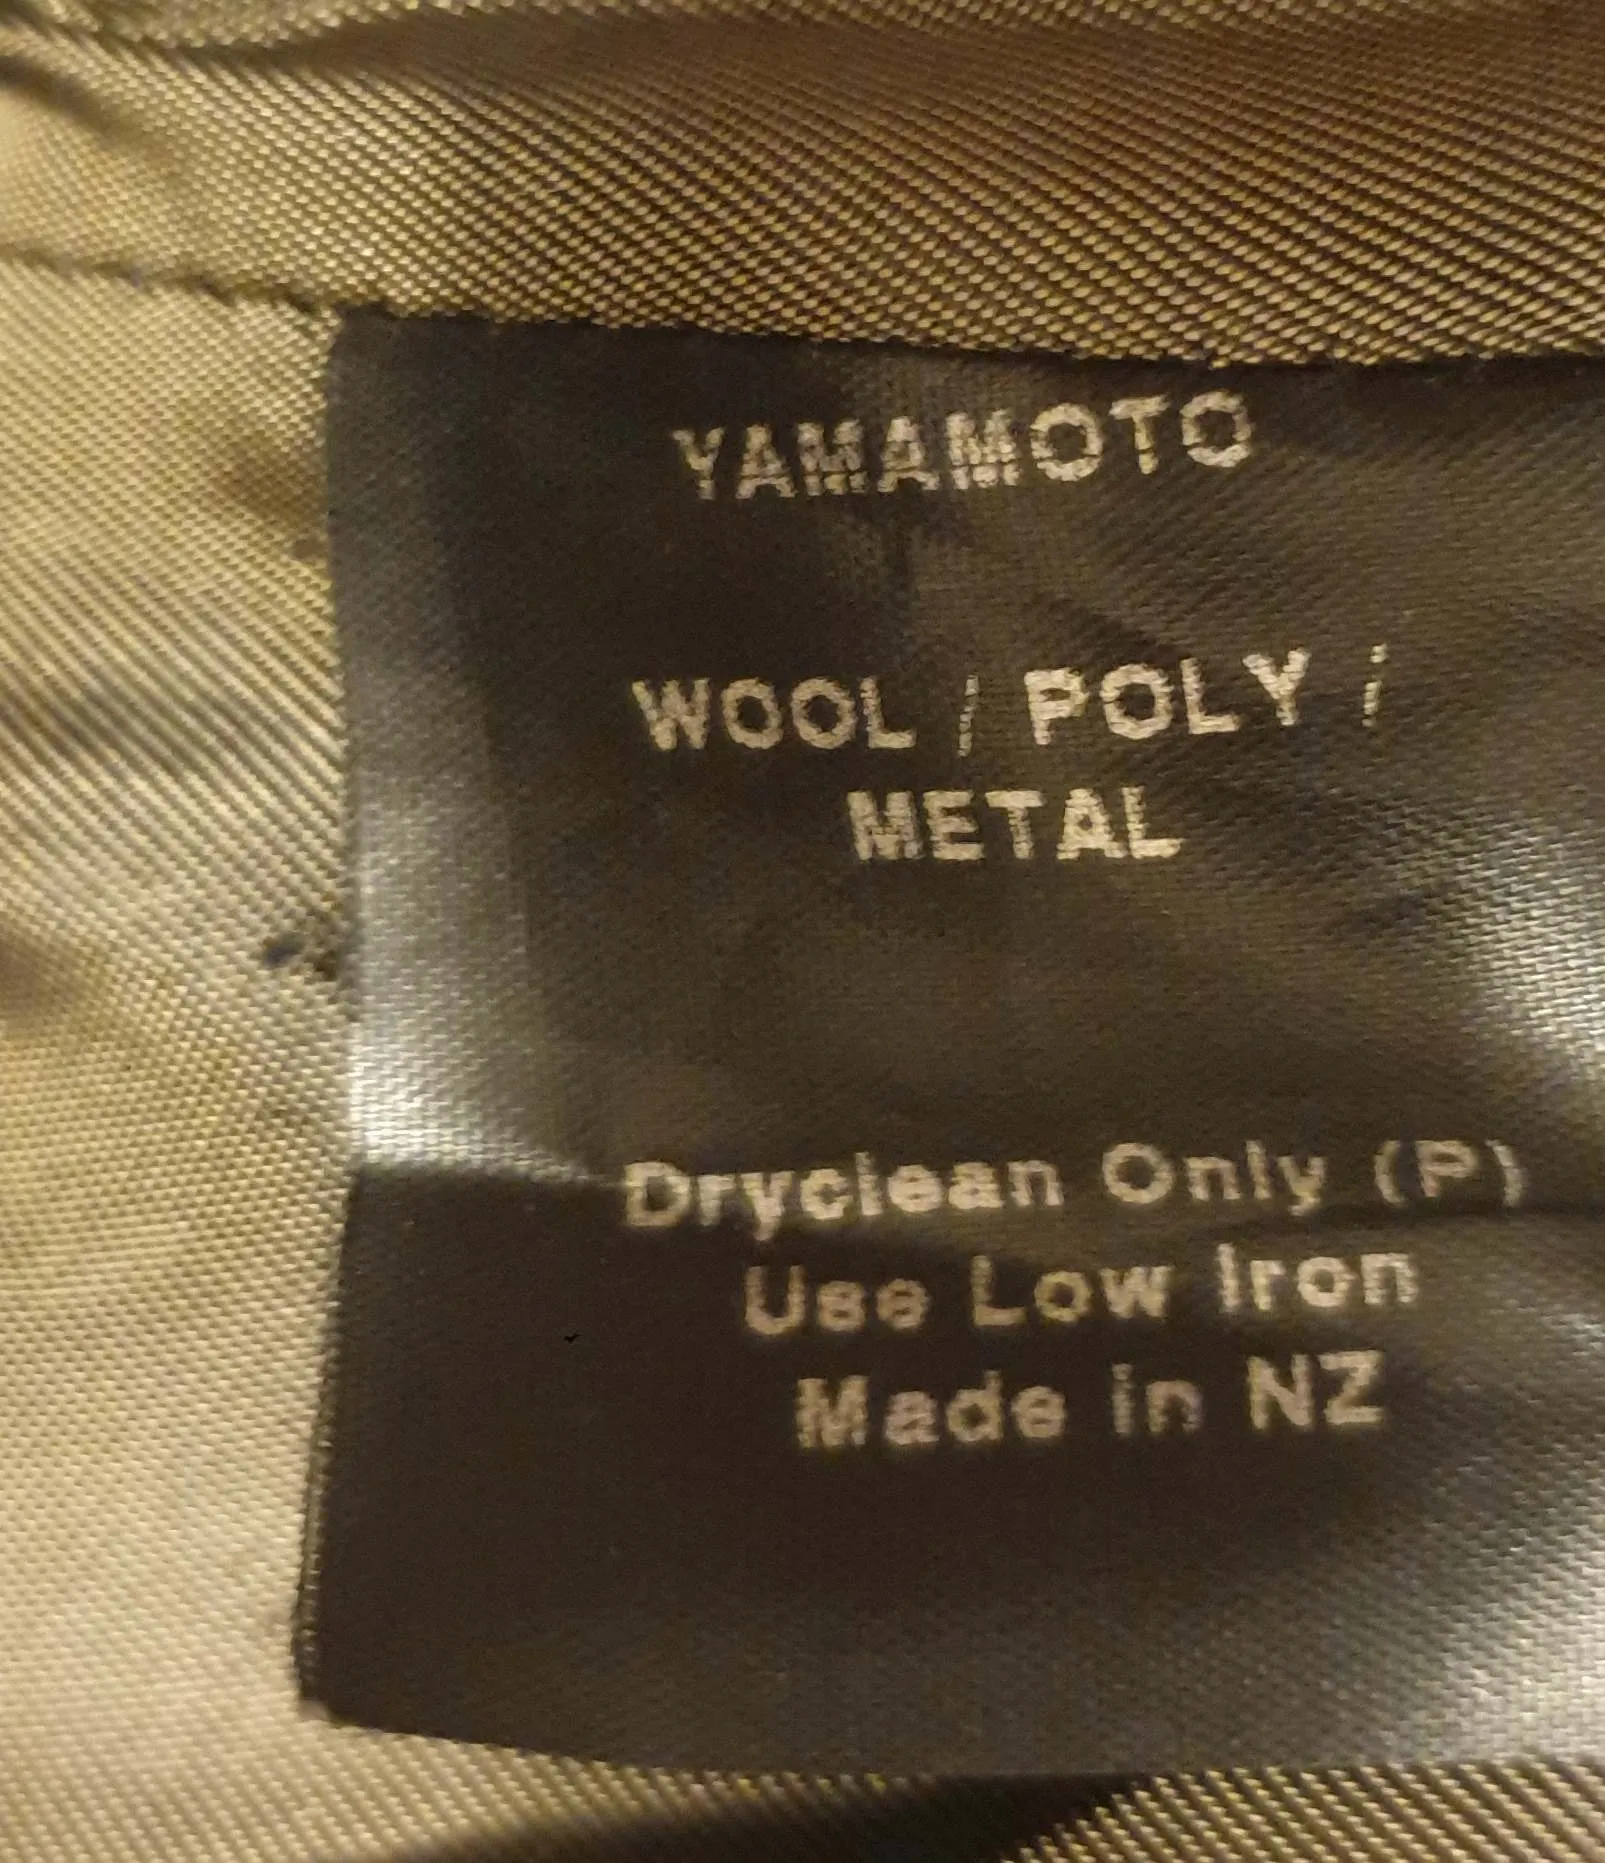 YAMAMOTO
WOOL / POLY /
METAL
Dryclean Only (P)
Use Low Iron
Made in NZ